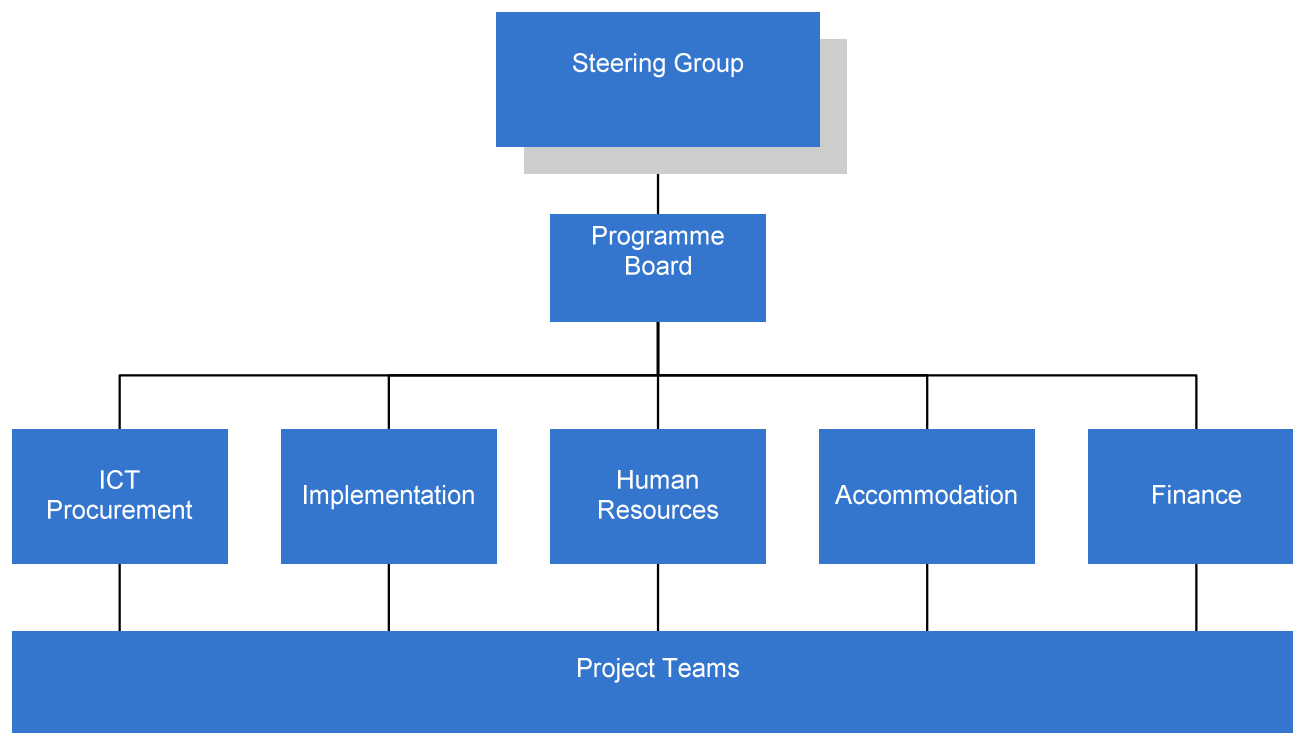 Steering Group
Programme
Board
ICT
Procurement
Implementation
Human
Resources
Accommodation
Finance
Project Teams